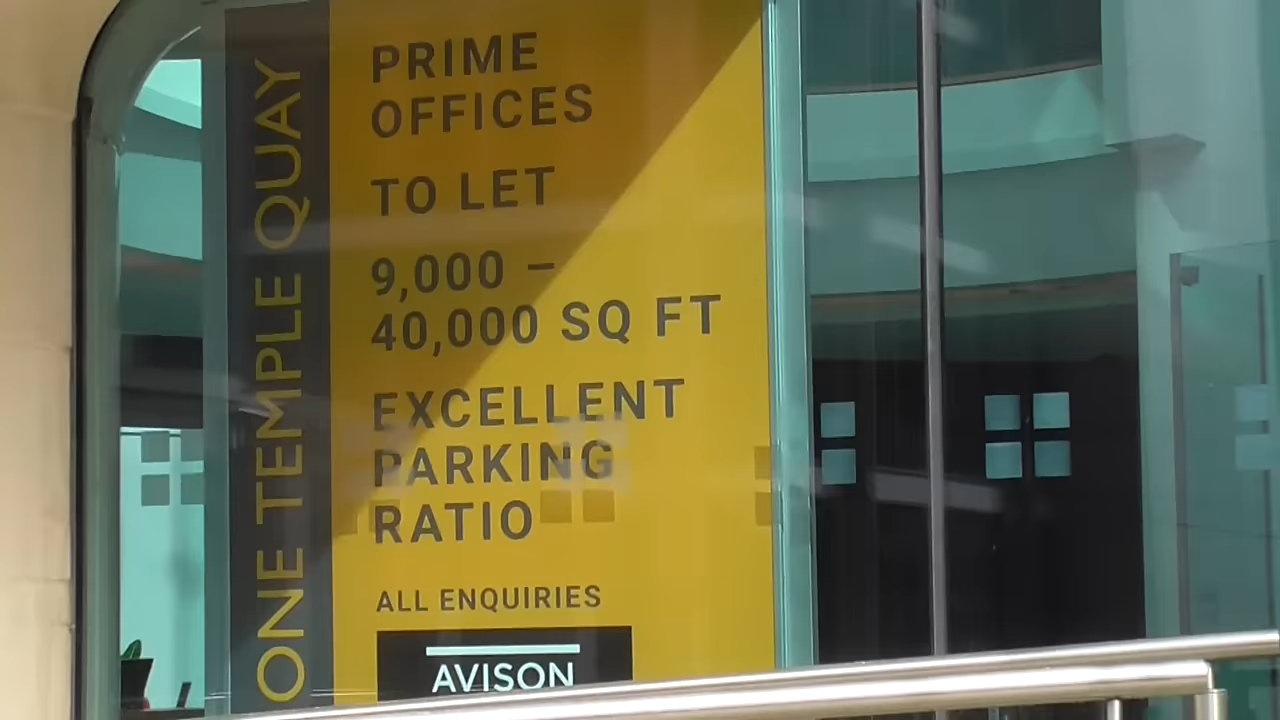 ONE TEMPLE QUAY
PRIME
OFFICES
TO LET
9,000 –
40,000 SQ FT
EXCELLENT
PARKING
RATIO
ALL ENQUIRIES
AVISON